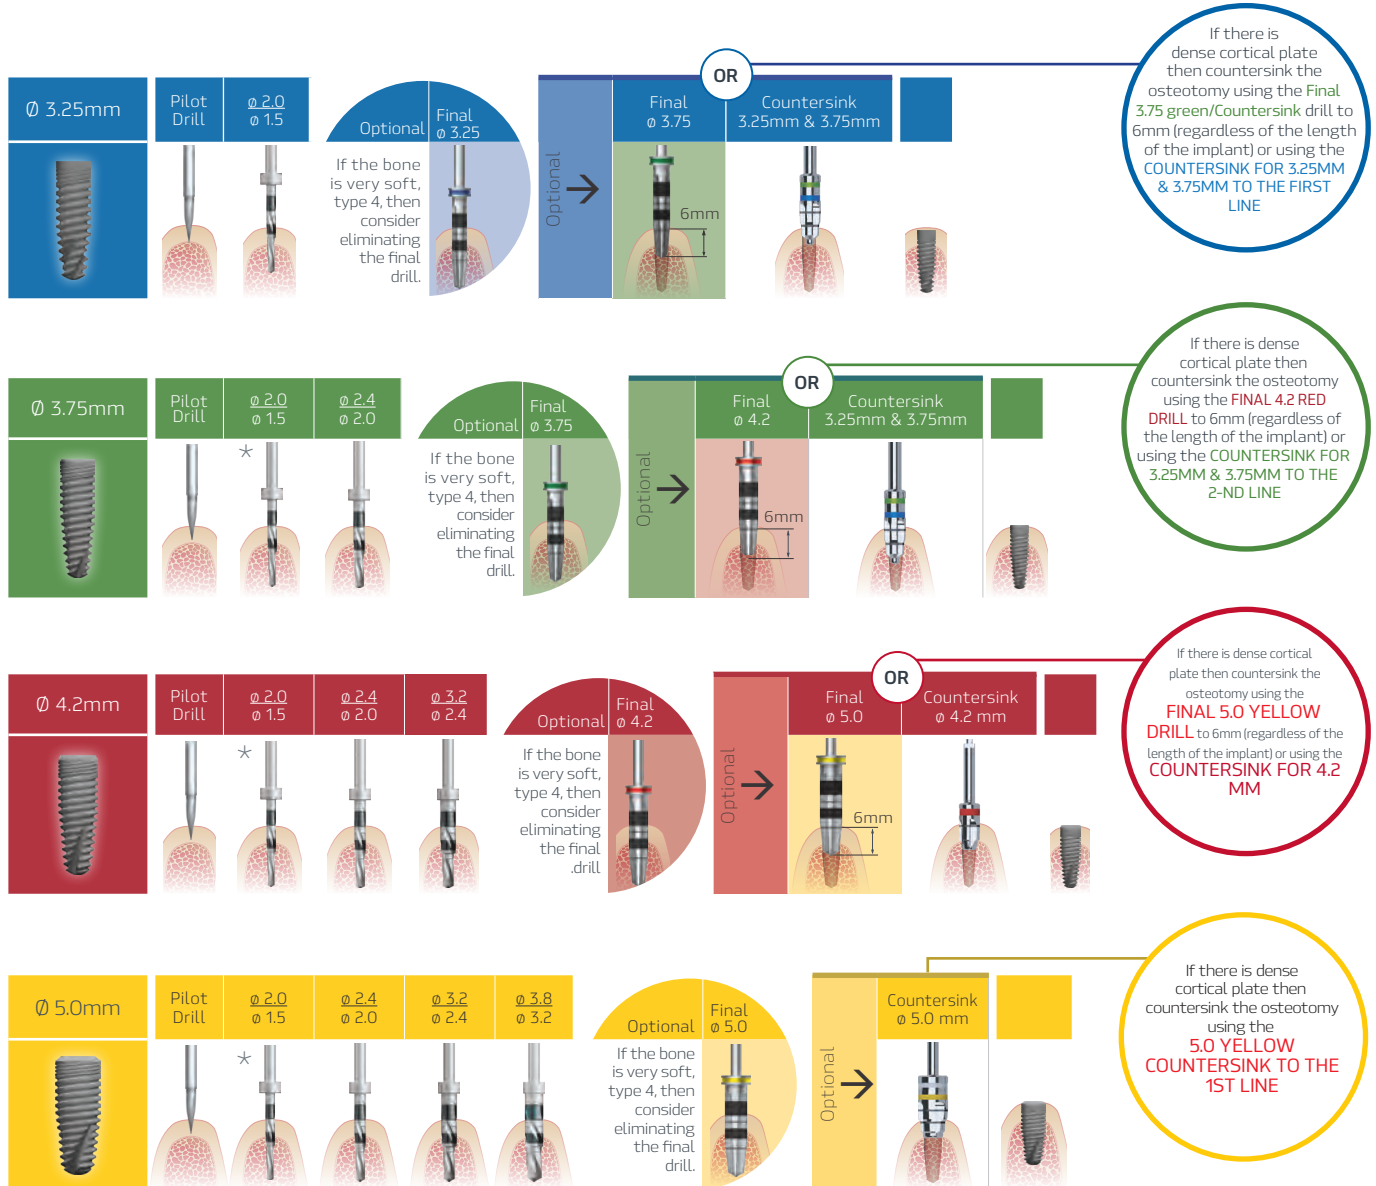 Ø 3.25mm
Pilot
Drill
ø 2.0
ø 1.5
Optional
Final
ø 3.25
If the bone
is very soft,
type 4, then
consider
eliminating
the final
drill.
Optional
OR
Final
ø 3.75
6mm
Countersink
3.25mm & 3.75mm
If there is
dense cortical plate
then countersink the
osteotomy using the Final
3.75 green/Countersink drill to
6mm (regardless of the length
of the implant) or using the
COUNTERSINK FOR 3.25MM
& 3.75MM TO THE FIRST
LINE
Ø 3.75mm
Pilot
Drill
ø 2.0
ø 1.5
*
ø 2.4
ø 2.0
Optional
Final
ø 3.75
If the bone
is very soft,
type 4, then
consider
eliminating
the final
drill.
Optional
OR
Final
ø 4.2
6mm
Countersink
3.25mm & 3.75mm
If there is dense
cortical plate then
countersink the osteotomy
using the FINAL 4.2 RED
DRILL to 6mm (regardless of
the length of the implant) or
using the COUNTERSINK FOR
3.25MM & 3.75MM TO THE
2-ND LINE
Ø 4.2mm
Pilot
Drill
ø 2.0
ø 1.5
*
ø 2.4
ø 2.0
ø 3.2
ø 2.4
Optional
Final
ø 4.2
If the bone
is very soft,
type 4, then
consider
eliminating
the final
.drill
Optional
OR
Final
ø 5.0
6mm
Countersink
ø 4.2 mm
If there is dense cortical
plate then countersink the
osteotomy using the
FINAL 5.0 YELLOW
DRILL to 6mm (regardless of the
length of the implant) or using the
COUNTERSINK FOR 4.2
MM
Ø 5.0mm
Pilot
Drill
ø 2.0
ø 1.5
*
ø 2.4
ø 2.0
ø 3.2
ø 2.4
ø 3.8
ø 3.2
Optional
Final
ø 5.0
If the bone
is very soft,
type 4, then
consider
eliminating
the final
drill.
Optional
Countersink
ø 5.0 mm
If there is dense
cortical plate then
countersink the osteotomy
using the
5.0 YELLOW
COUNTERSINK TO THE
1ST LINE